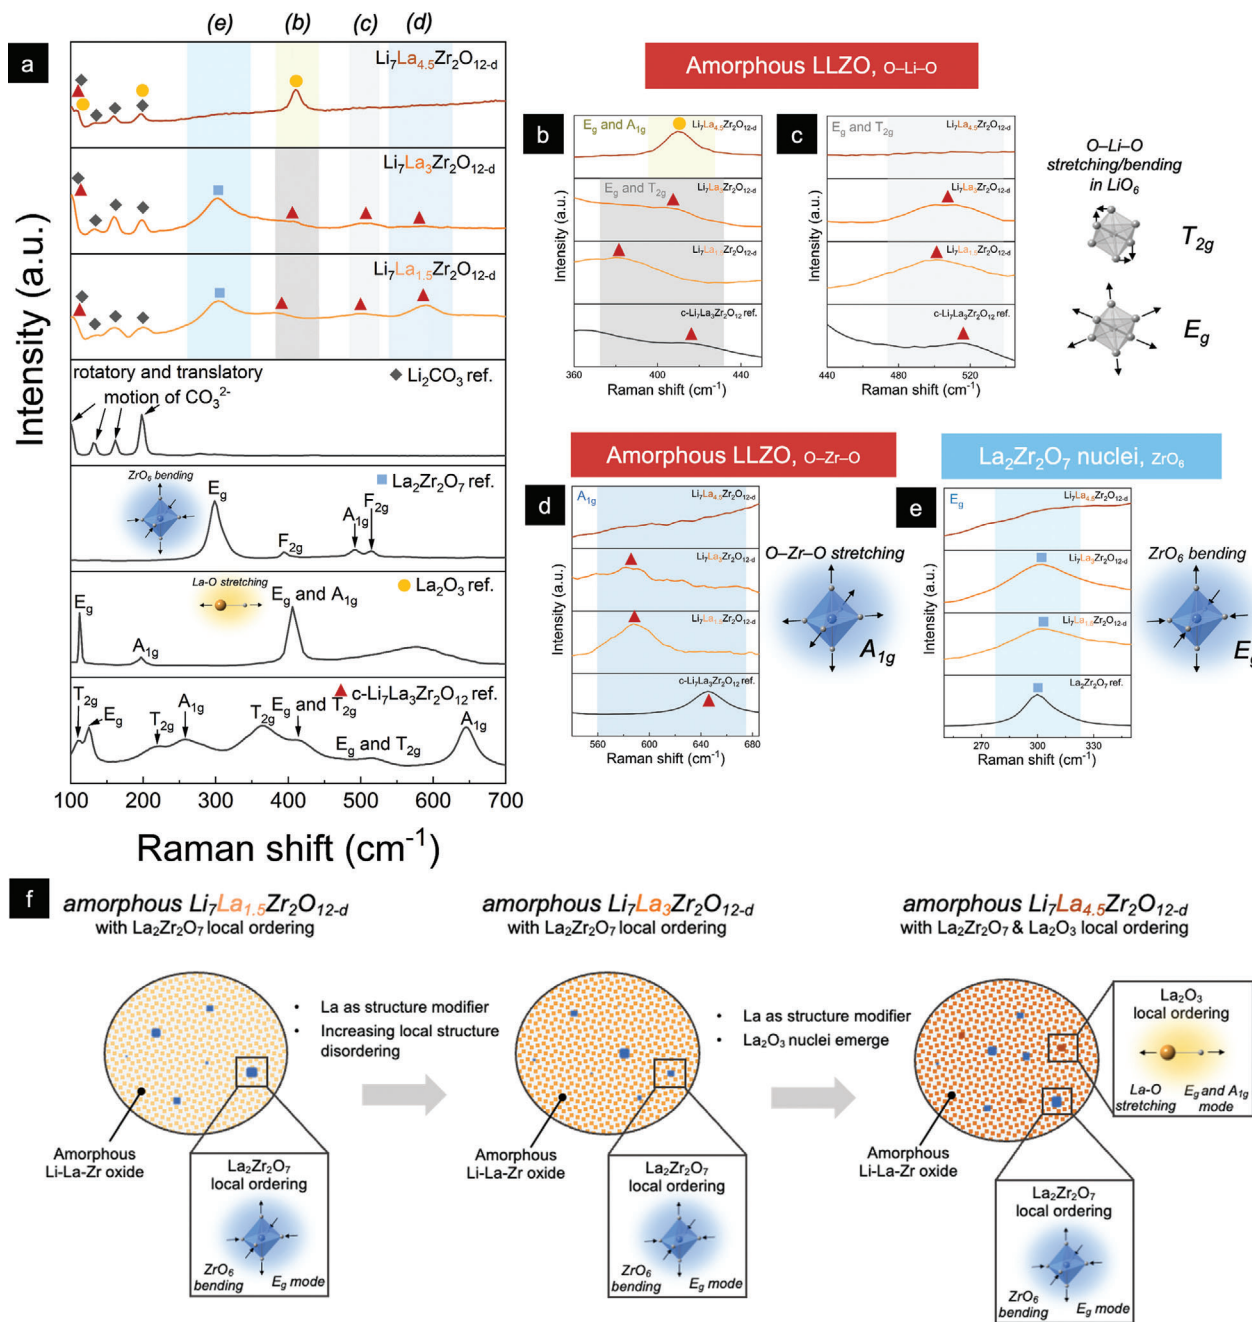 (e) (b) (c) (d)
a
Li7La4.5Zr2O12-d
Li7La3Zr2O12-d
Li7La1.5Zr2O12-d
Li2CO3 ref.
rotatory and translatory
motion of CO3 2-
La2Zr2O7 ref.
ZrO6 bending
Eg
F2g
A1g
F2g
La2O3 ref.
La-O stretching
Eg
A1g
Eg and A1g
c-Li7La3Zr2O12 ref.
T2g
Eg
T2g
A1g
T2g
Eg and T2g
Eg and T2g
A1g
100 200 300 400 500 600 700
Raman shift (cm-1)
Intensity (a.u.)
Amorphous LLZO, O–Li–O
b
Eg and A1g
Li7La4.5Zr2O12-d
Eg and T2g
Li7La3Zr2O12-d
Li7La1.5Zr2O12-d
c-Li7La3Zr2O12 ref.
360 400 440
Raman shift (cm-1)
Intensity (a.u.)
c
Eg and T2g
Li7La4.5Zr2O12-d
Li7La3Zr2O12-d
Li7La1.5Zr2O12-d
c-Li7La3Zr2O12 ref.
440 480 520
Raman shift (cm-1)
Intensity (a.u.)
O–Li–O
stretching/bending
in LiO6
T2g
Eg
Amorphous LLZO, O–Zr–O
d
A1g
Li7La4.5Zr2O12-d
Li7La3Zr2O12-d
Li7La1.5Zr2O12-d
c-Li7La3Zr2O12 ref.
560 600 640 680
Raman shift (cm-1)
Intensity (a.u.)
O–Zr–O stretching
A1g
La2Zr2O7 nuclei, ZrO6
e
Eg
Li7La4.5Zr2O12-d
Li7La3Zr2O12-d
Li7La1.5Zr2O12-d
La2Zr2O7 ref.
270 300 330
Raman shift (cm-1)
Intensity (a.u.)
ZrO6 bending
Eg
f
amorphous Li7La1.5Zr2O12-d
with La2Zr2O7 local ordering
• La as structure modifier
• Increasing local structure
disordering
Amorphous
Li-La-Zr oxide
La2Zr2O7
local ordering
ZrO6
bending
Eg mode
amorphous Li7La3Zr2O12-d
with La2Zr2O7 local ordering
• La as structure modifier
• La2O3 nuclei emerge
Amorphous
Li-La-Zr oxide
La2Zr2O7
local ordering
ZrO6
bending
Eg mode
amorphous Li7La4.5Zr2O12-d
with La2Zr2O7 & La2O3 local ordering
La2O3
local ordering
La-O
stretching
Eg and A1g
mode
Amorphous
Li-La-Zr oxide
La2Zr2O7
local ordering
ZrO6
bending
Eg mode